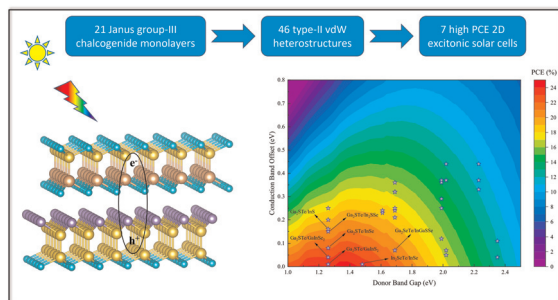 21 Janus group-III
chalcogenide monolayers
46 type-II vdW
heterostructures
7 high PCE 2D
excitonic solar cells
e-
h+
PCE (%)
0.8
0.7
0.6
0.5
0.4
0.3
0.2
0.1
0.0
Conduction Band Offset (eV)
1.0 1.2 1.4 1.6 1.8 2.0 2.2 2.4
Donor Band Gap (eV)
24
22
20
18
16
14
12
10
8
6
4
2
0